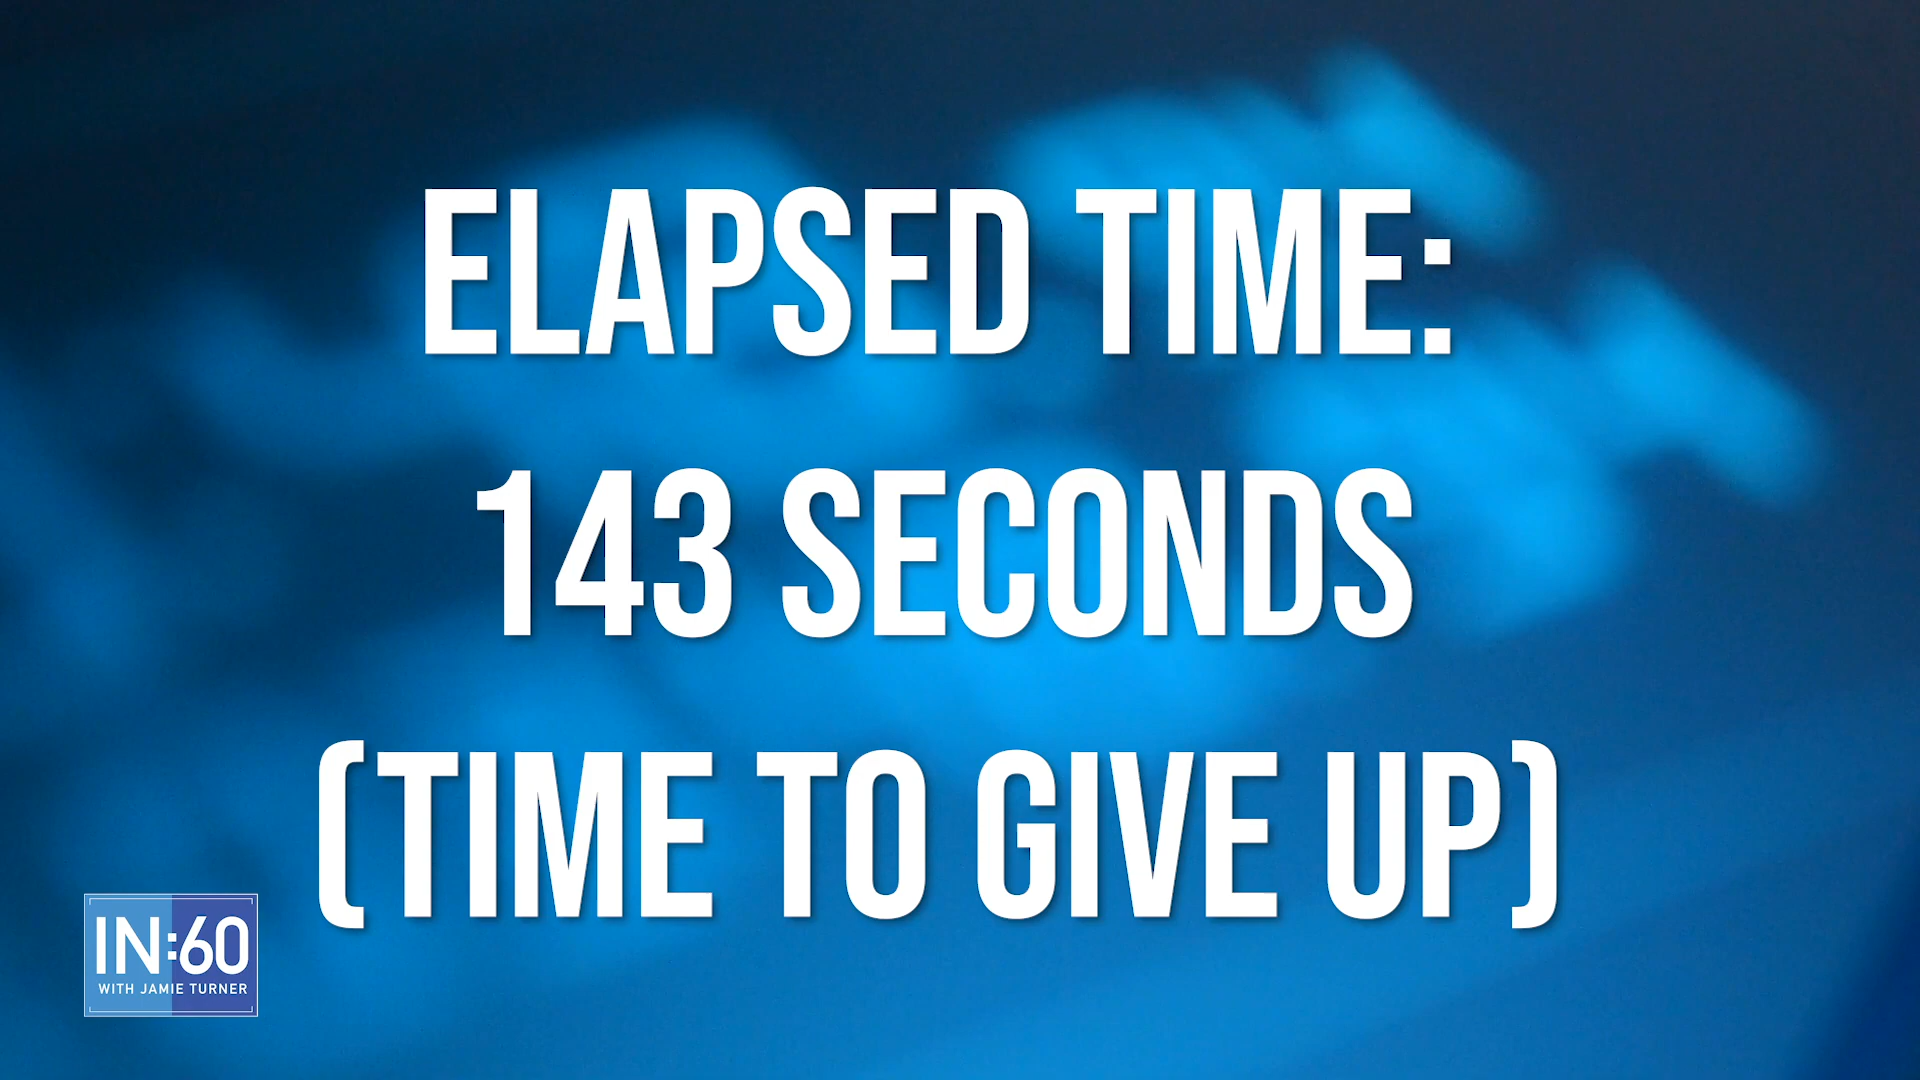 ELAPSED TIME:
143 SECONDS
(TIME TO GIVE UP)
IN:60
WITH JAMIE TURNER